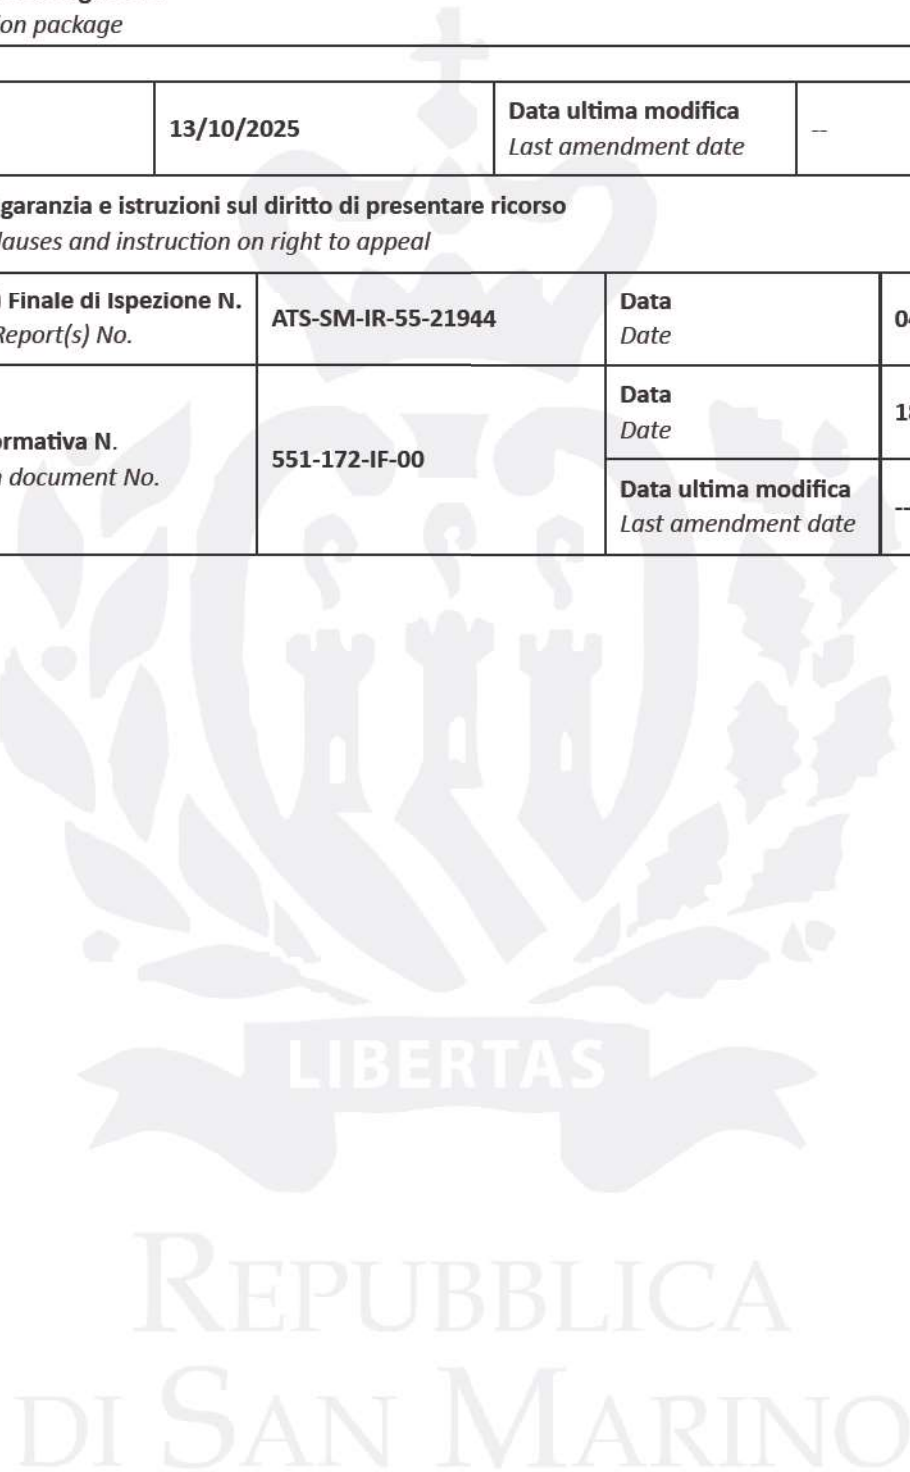 on package
13/10/2025
Data ultima modifica
Last amendment date
--
garanzia e istruzioni sul diritto di presentare ricorso
lauses and instruction on right to appeal
Finale di Ispezione N.
Report(s) No.
ATS-SM-IR-55-21944
Data
Date
ormativa N.
document No.
551-172-IF-00
Data
Date
18
Data ultima modifica
Last amendment date
--
LIBERTAS
REPUBBLICA
DI SAN MARINO